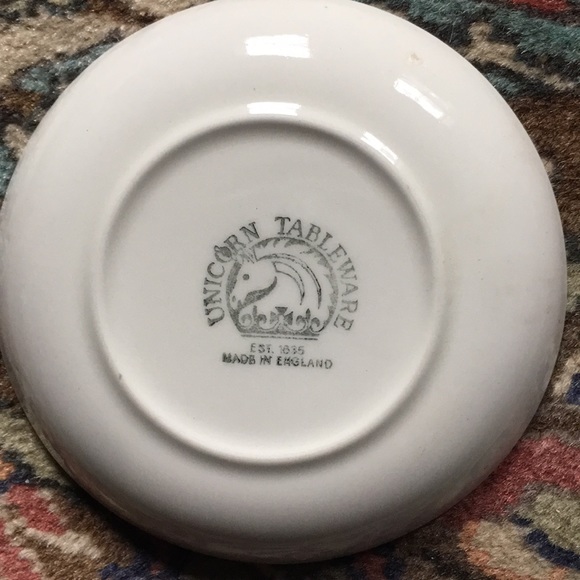 UNICORN TABLEWARE
EST. 1835
MADE IN ENGLAND